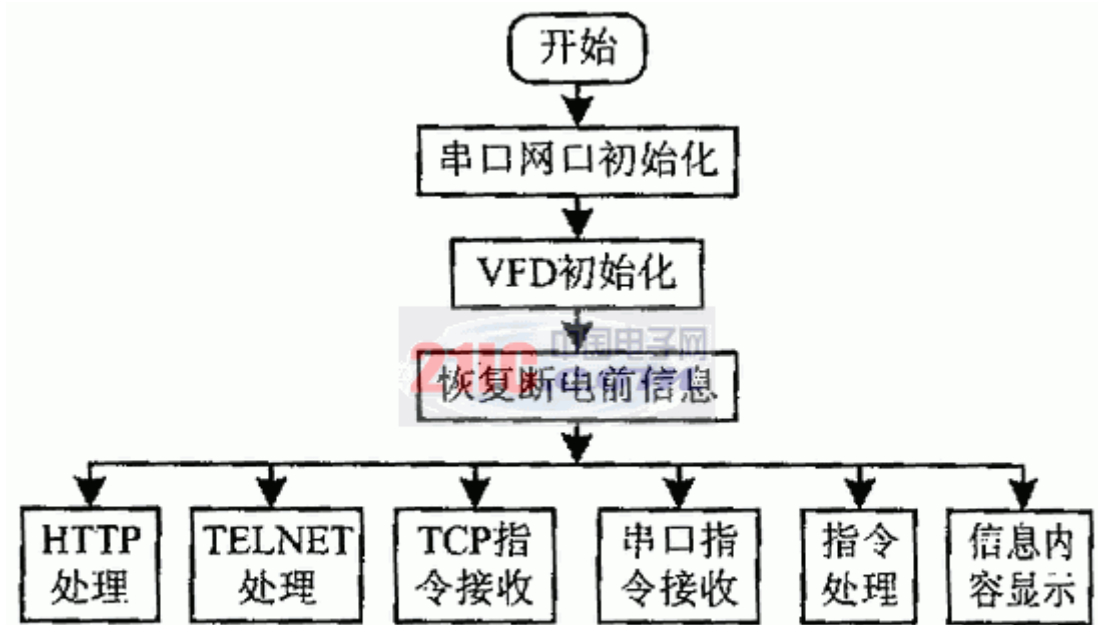 开始
串口网口初始化
VFD初始化
中国电子网
21IC.COM
恢复断电前信息
HTTP
处理
TELNET
处理
TCP指
令接收
串口指
令接收
指令
处理
信息内
容显示